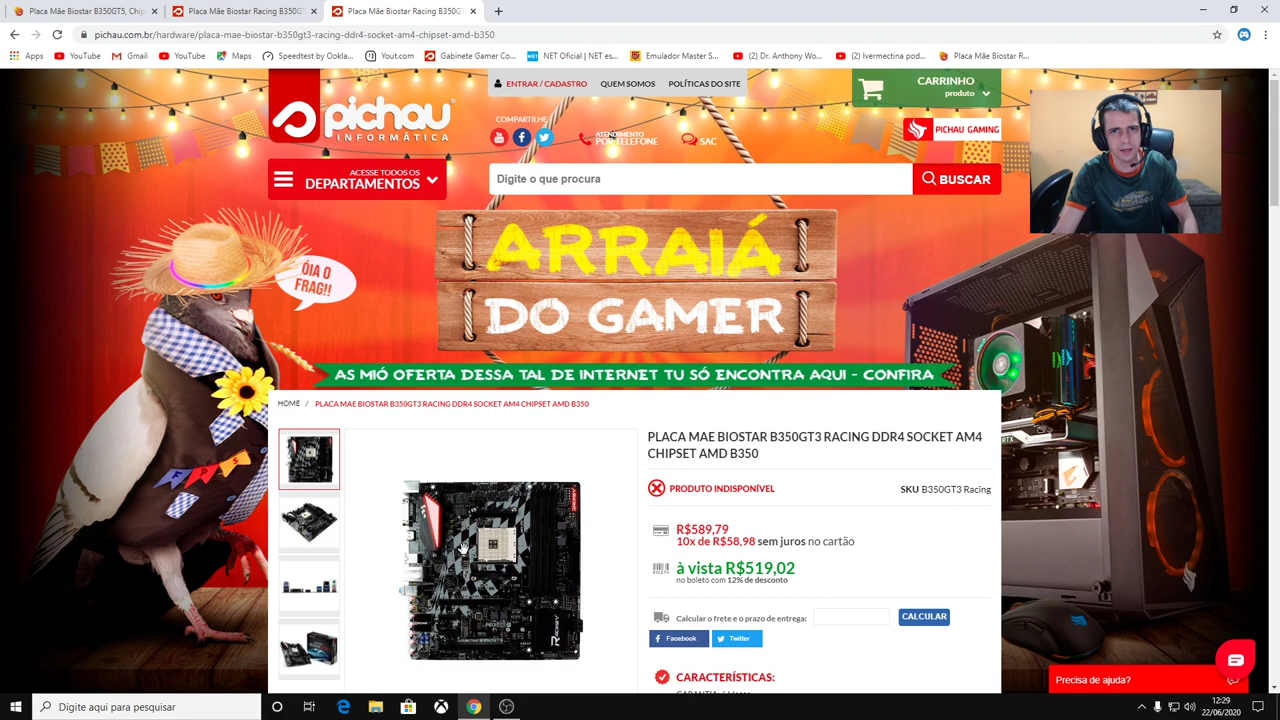 Placa Mãe Biostar B350GT5, Chip
Placa Mãe Biostar B350GT
Placa Mãe Biostar Racing B350GT
pichau.com.br/hardware/placa-mae-biostar-b350gt3-racing-ddr4-socket-am4-chipset-amd-b350
Apps
YouTube
Gmail
YouTube
Maps
Speedtest by Ookla...
Yout.com
Gabinete Gamer Co...
NET Oficial | NET es...
Emulador Master S...
(2) Dr. Anthony Wo...
(2) Ivermectina pod...
Placa Mãe Biostar R...
ENTRAR / CADASTRO
QUEM SOMOS
POLÍTICAS DO SITE
CARRINHO
produto
pichau
INFORMÁTICA
COMPARTILHE
ATENDIMENTO
POR TELEFONE
SAC
PICHAU GAMING
ACESSE TODOS OS
DEPARTAMENTOS
Digite o que procura
BUSCAR
ÓIA O
FRAG!!
ARRAIÁ
DO GAMER
AS MIÓ OFERTA DESSA TAL DE INTERNET TU SÓ ENCONTRA AQUI - CONFIRA
FPS
HOME / PLACA MAE BIOSTAR B350GT3 RACING DDR4 SOCKET AM4 CHIPSET AMD B350
PLACA MAE BIOSTAR B350GT3 RACING DDR4 SOCKET AM4
CHIPSET AMD B350
PRODUTO INDISPONÍVEL
SKU B350GT3 Racing
R$589,79
10x de R$58,98 sem juros no cartão
BOLETO
à vista R$519,02
no boleto com 12% de desconto
Calcular o frete e o prazo de entrega:
CALCULAR
Facebook
Twitter
CARACTERÍSTICAS:
Precisa de ajuda?
Digite aqui para pesquisar
12:29
22/06/2020